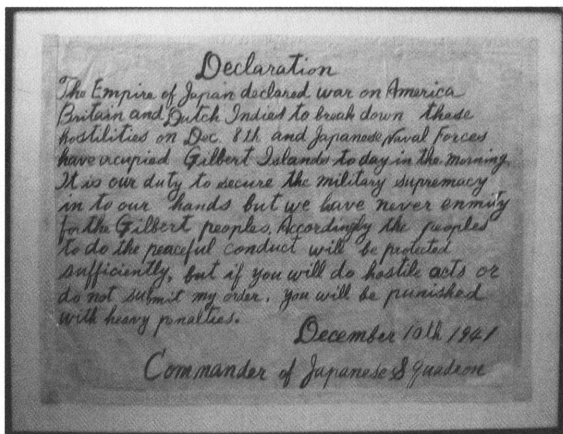 Declaration
The Empire of Japan declared war on America
Britain and Dutch Indies to break down these
hostilities on Dec. 8th and Japanese Naval Forces
have occupied Gilbert Islands to day in the morning.
It is our duty to secure the military supremacy
in to our hands but we have never enmity
for the Gilbert peoples. Accordingly the peoples
to do the peaceful conduct will be protected
sufficiently, but if you will do hostile acts or
do not submit my order, you will be punished
with heavy penalties.
December 10th 1941
Commander of Japanese Squadron